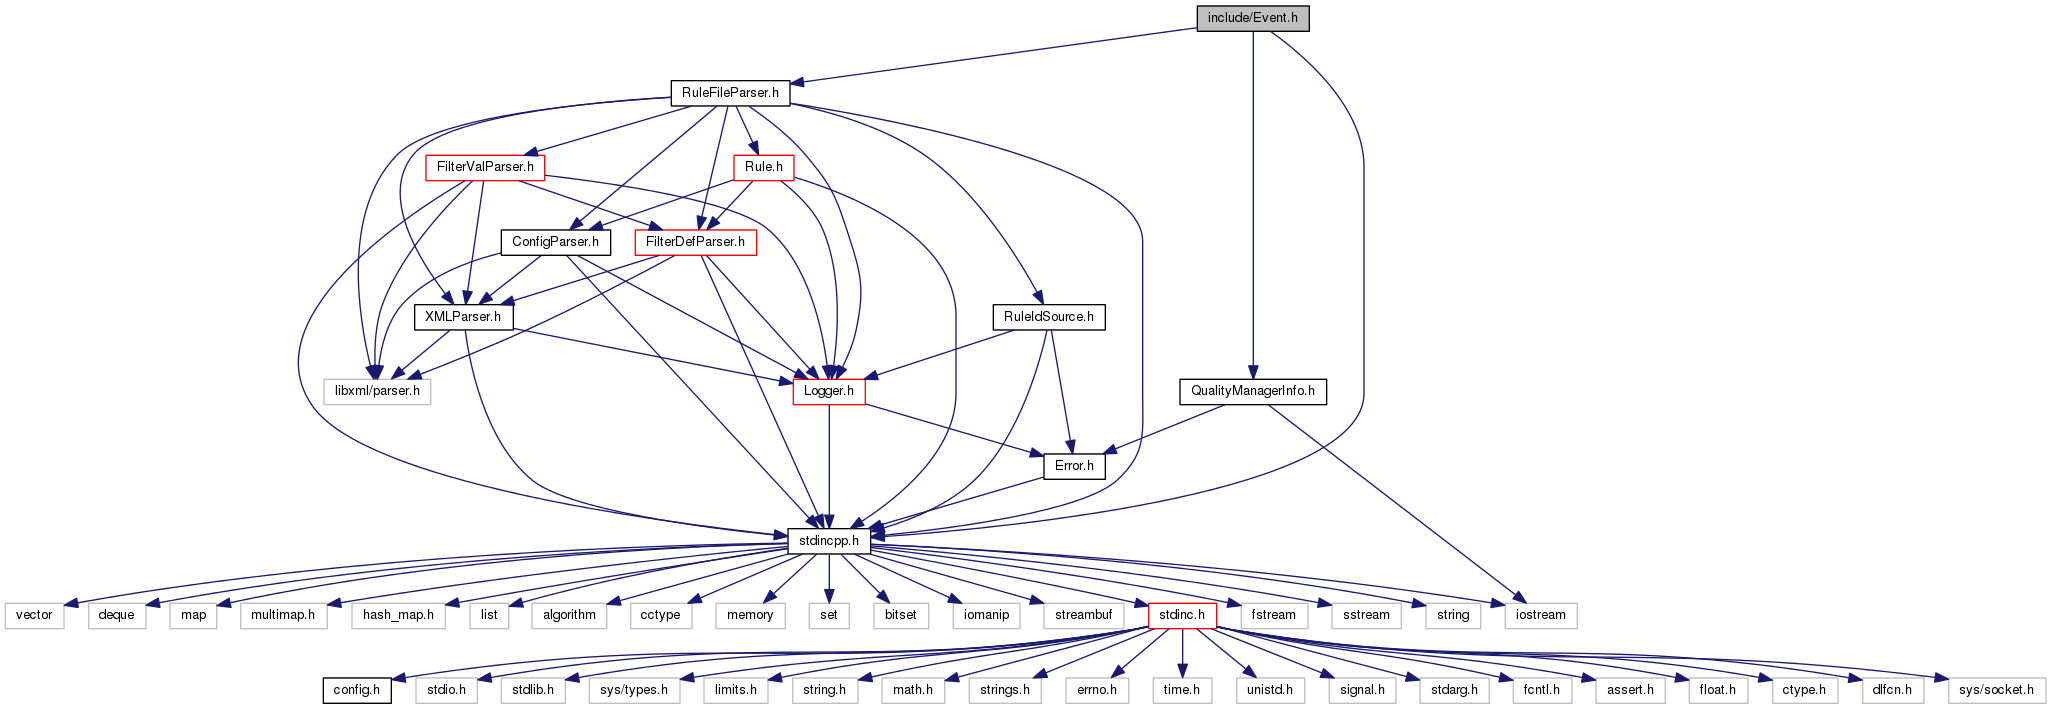 include/Event.h
RuleFileParser.h
FilterValParser.h
Rule.h
ConfigParser.h
FilterDefParser.h
XMLParser.h
RuleIdSource.h
libxml/parser.h
Logger.h
QualityManagerInfo.h
Error.h
stdincpp.h
vector
deque
map
multimap.h
hash_map.h
list
algorithm
cctype
memory
set
bitset
iomanip
streambuf
stdinc.h
fstream
sstream
string
iostream
config.h
stdio.h
stdlib.h
sys/types.h
limits.h
string.h
math.h
strings.h
errno.h
time.h
unistd.h
signal.h
stdarg.h
fcntl.h
assert.h
float.h
ctype.h
dlfcn.h
sys/socket.h